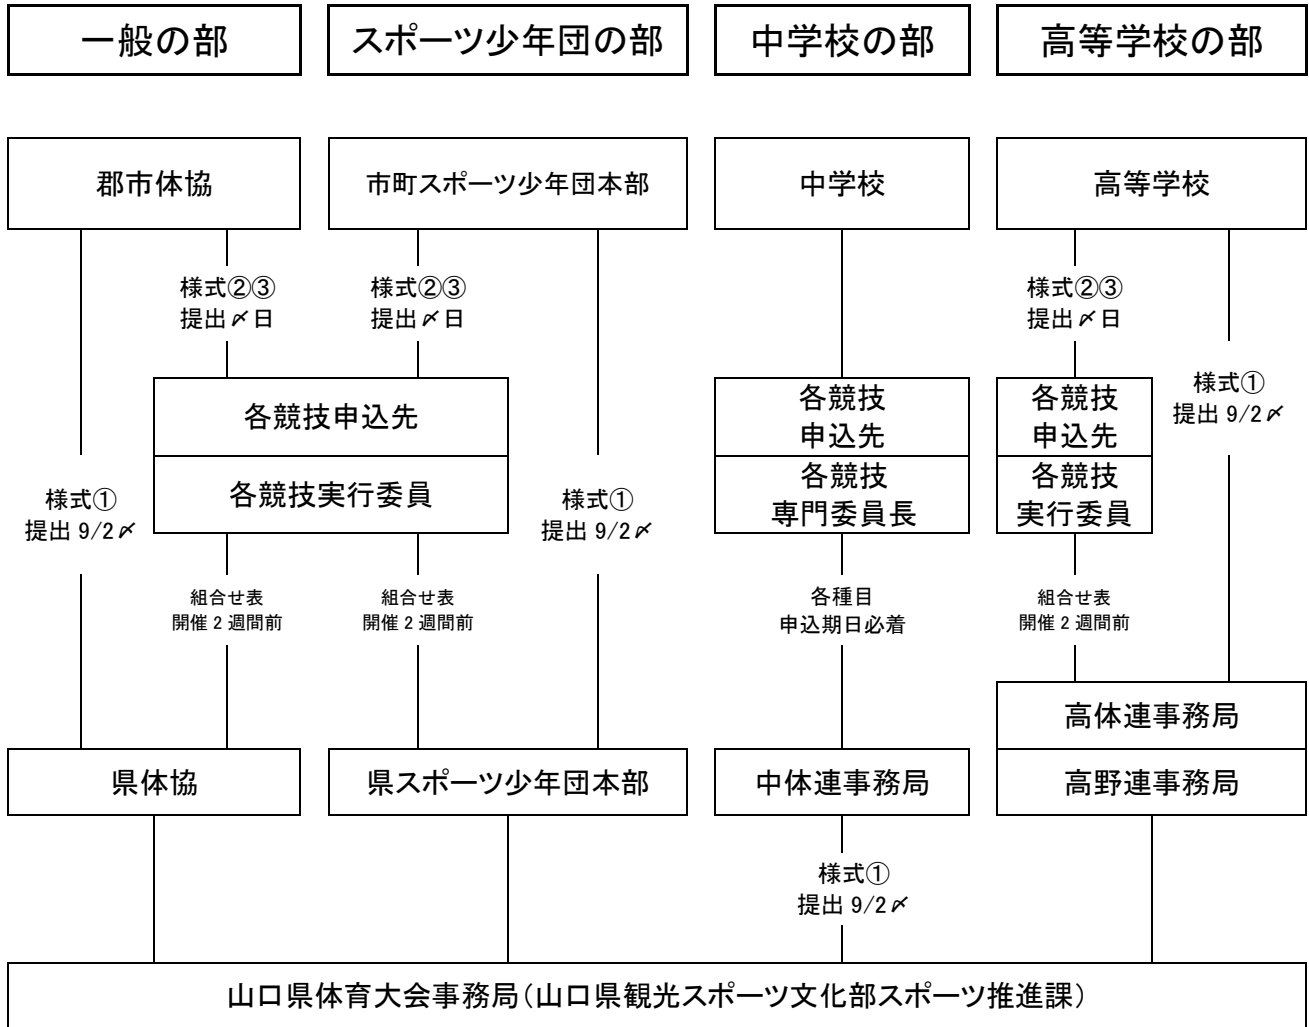 一般の部
スポーツ少年団の部
中学校の部
高等学校の部
郡市体協
市町スポーツ少年団本部
中学校
高等学校
様式②③
提出〆日
様式②③
提出〆日
様式②③
提出〆日
各競技申込先
各競技実行委員
各競技
申込先
各競技
専門委員長
各競技
申込先
各競技
実行委員
様式①
提出 9/2〆
様式①
提出 9/2〆
様式①
提出 9/2〆
組合せ表
開催 2 週間前
組合せ表
開催 2 週間前
各種目
申込期日必着
組合せ表
開催 2 週間前
高体連事務局
県体協
県スポーツ少年団本部
中体連事務局
高野連事務局
様式①
提出 9/2〆
山口県体育大会事務局(山口県観光スポーツ文化部スポーツ推進課)